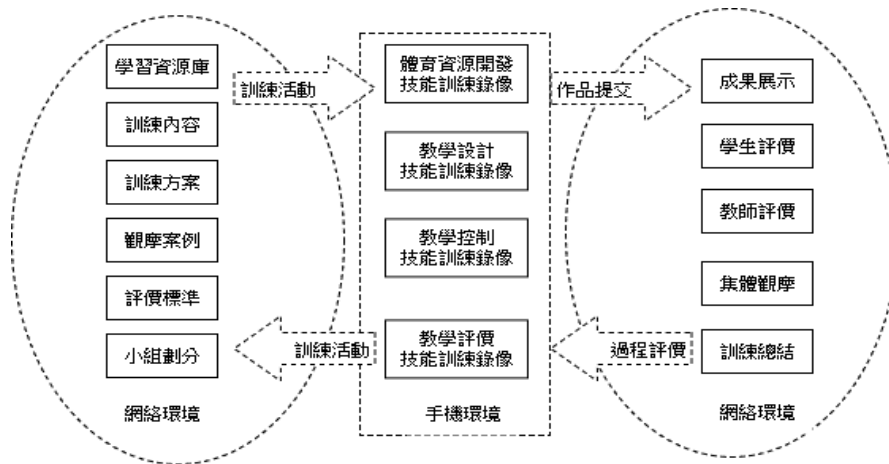 學習資源庫
訓練內容
訓練方案
觀摩案例
評價標準
小組劃分
網絡環境
訓練活動
訓練活動
體育資源開發
技能訓練錄像
教學設計
技能訓練錄像
教學控制
技能訓練錄像
教學評價
技能訓練錄像
手機環境
作品提交
過程評價
成果展示
學生評價
教師評價
集體觀摩
訓練總結
網絡環境